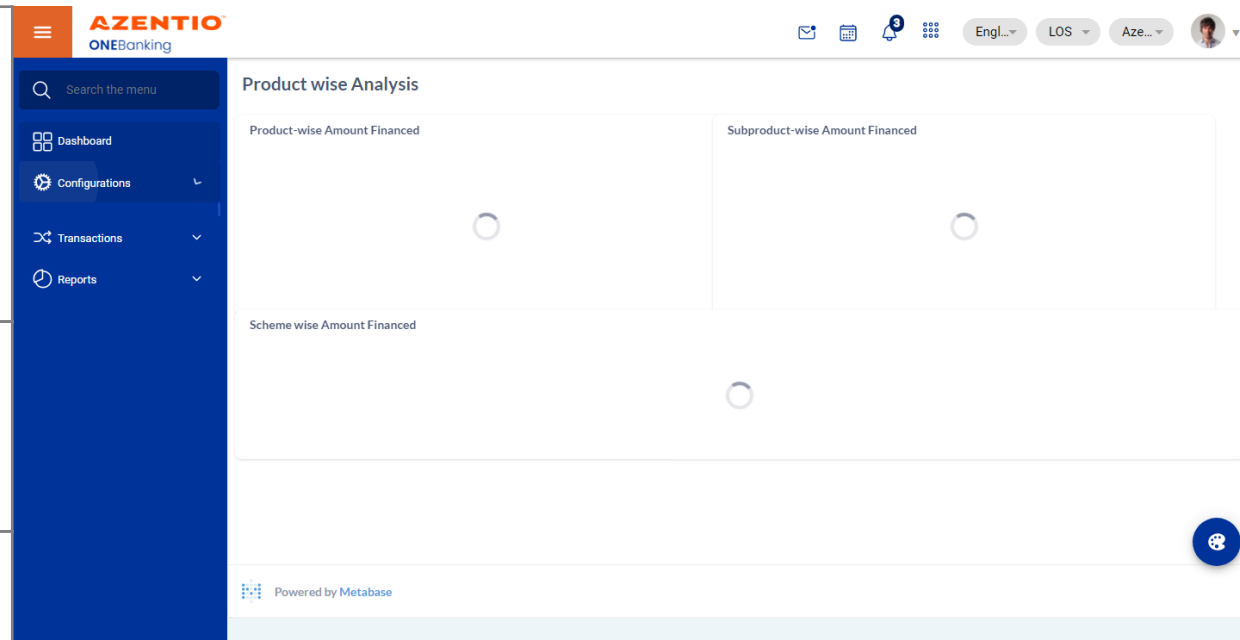 AZENTIO
ONEBanking
3
Engl...
LOS
Aze...
Search the menu
Dashboard
Configurations
Transactions
Reports
Product wise Analysis
Product-wise Amount Financed
Subproduct-wise Amount Financed
Scheme wise Amount Financed
Powered by Metabase